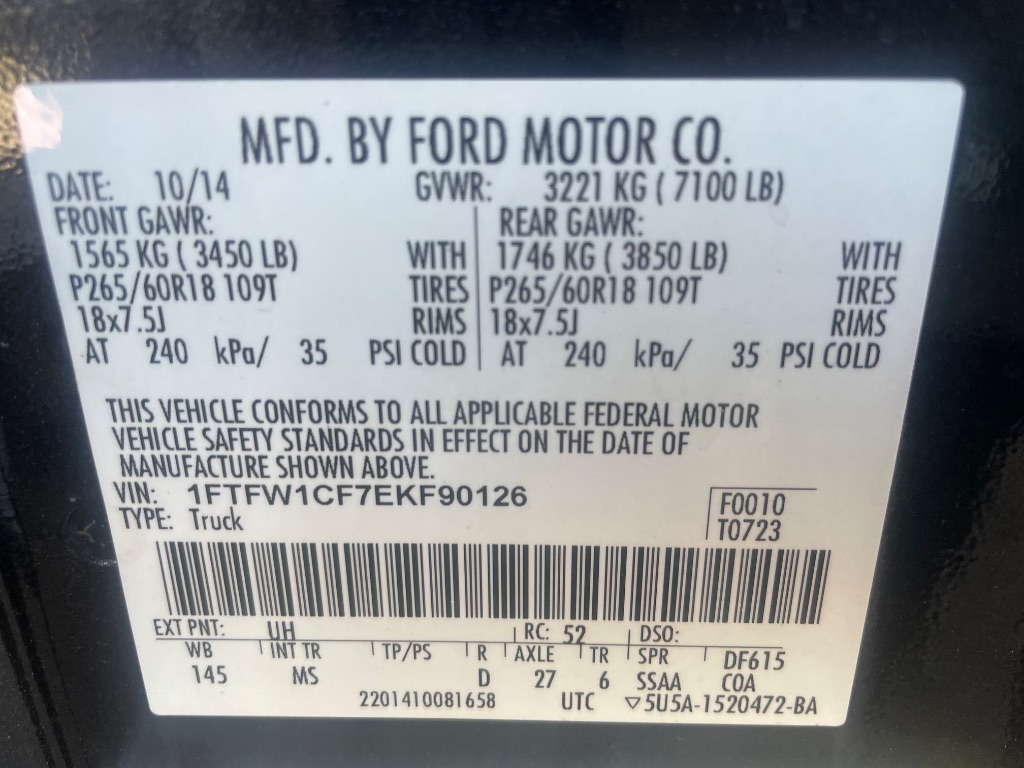 MFD. BY FORD MOTOR CO.
DATE: 10/14 GVWR: 3221 KG ( 7100 LB)
FRONT GAWR: REAR GAWR:
1565 KG ( 3450 LB) WITH 1746 KG ( 3850 LB) WITH
P265/60R18 109T TIRES P265/60R18 109T TIRES
18x7.5J RIMS 18x7.5J RIMS
AT 240 kPa/ 35 PSI COLD AT 240 kPa/ 35 PSI COLD
THIS VEHICLE CONFORMS TO ALL APPLICABLE FEDERAL MOTOR
VEHICLE SAFETY STANDARDS IN EFFECT ON THE DATE OF
MANUFACTURE SHOWN ABOVE.
VIN: 1FTFW1CF7EKF90126 F0010
TYPE: Truck T0723
EXT PNT: UH RC: 52 DSO:
WB INT TR TP/PS R AXLE TR SPR DF615
145 MS D 27 6 SSAA COA
2201410081658 UTC ▽5U5A-1520472-BA